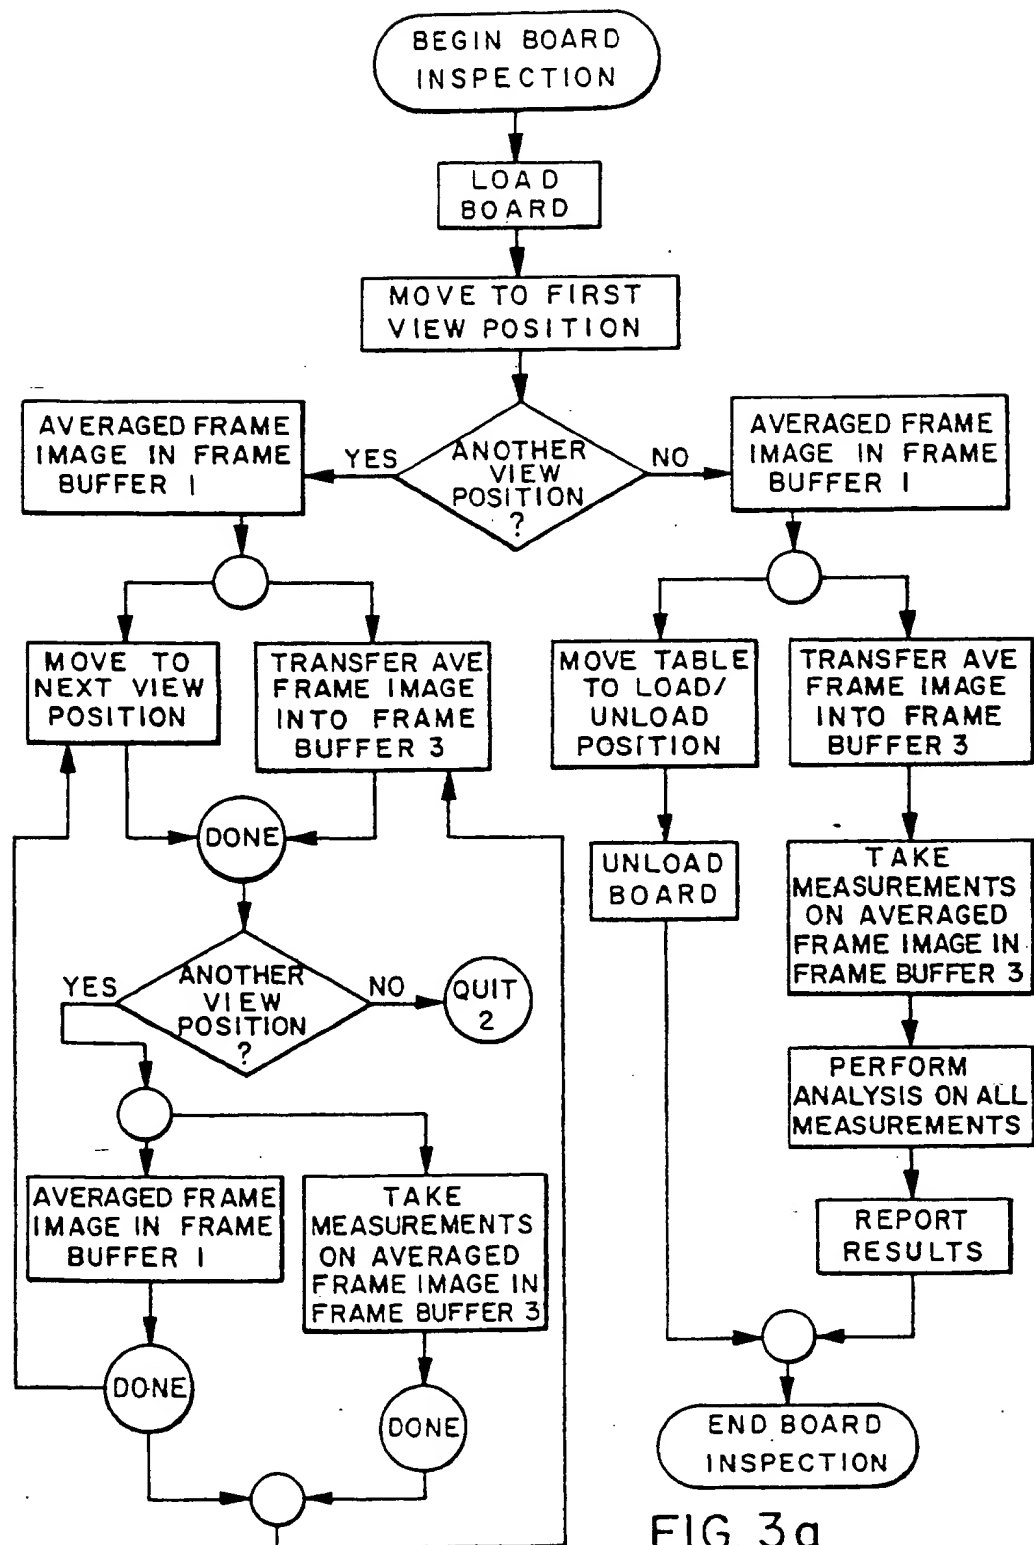 BEGIN BOARD
INSPECTION
LOAD
BOARD
MOVE TO FIRST
VIEW POSITION
AVERAGED FRAME
IMAGE IN FRAME
BUFFER 1
YES
ANOTHER
VIEW
POSITION
?
NO
AVERAGED FRAME
IMAGE IN FRAME
BUFFER 1
MOVE TO
NEXT VIEW
POSITION
TRANSFER AVE
FRAME IMAGE
INTO FRAME
BUFFER 3
MOVE TABLE
TO LOAD/
UNLOAD
POSITION
TRANSFER AVE
FRAME IMAGE
INTO FRAME
BUFFER 3
DONE
UNLOAD
BOARD
TAKE
MEASUREMENTS
ON AVERAGED
FRAME IMAGE IN
FRAME BUFFER 3
YES
ANOTHER
VIEW
POSITION
?
NO
QUIT
2
PERFORM
ANALYSIS ON ALL
MEASUREMENTS
AVERAGED FRAME
IMAGE IN FRAME
BUFFER 1
TAKE
MEASUREMENTS
ON AVERAGED
FRAME IMAGE IN
FRAME BUFFER 3
REPORT
RESULTS
DONE
DONE
END BOARD
INSPECTION
FIG 3a